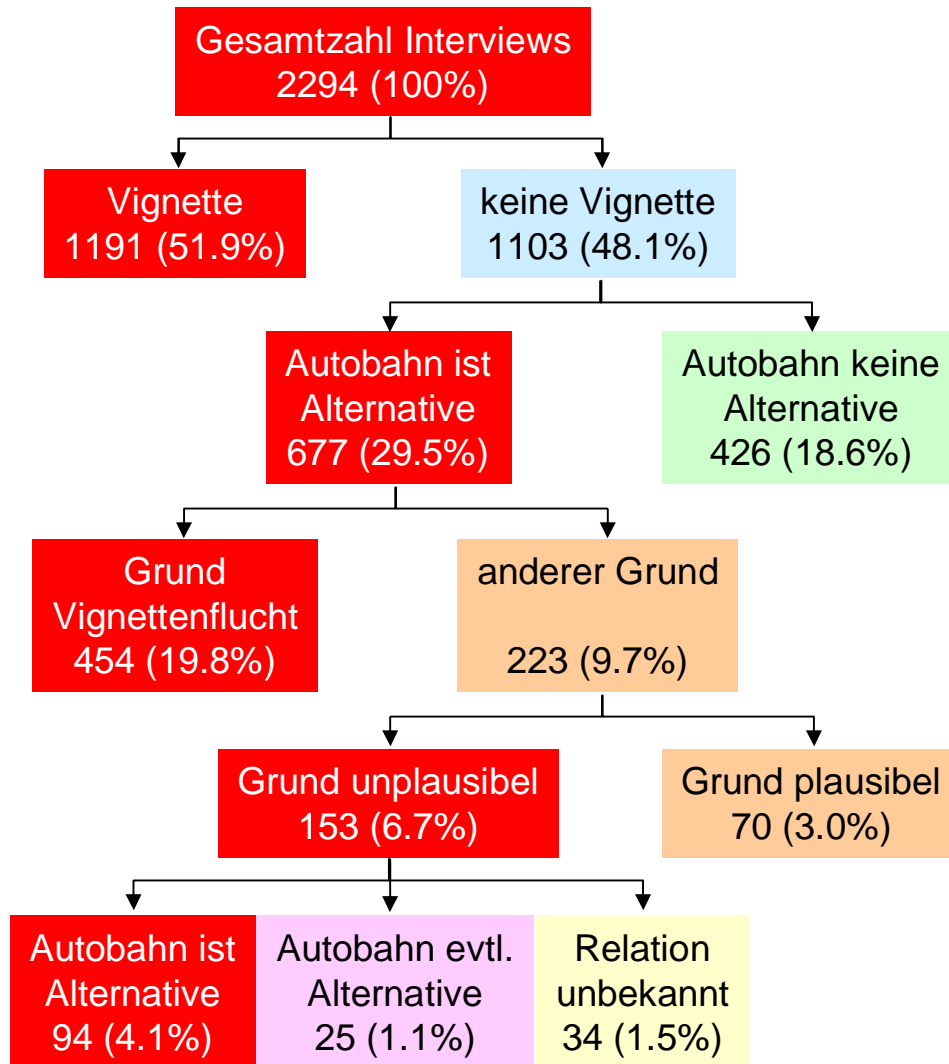 Gesamtzahl Interviews
2294 (100%)
Vignette
1191 (51.9%)
keine Vignette
1103 (48.1%)
Autobahn ist
Alternative
677 (29.5%)
Autobahn keine
Alternative
426 (18.6%)
Grund
Vignettenflucht
454 (19.8%)
anderer Grund
223 (9.7%)
Grund unplausibel
153 (6.7%)
Grund plausibel
70 (3.0%)
Autobahn ist
Alternative
94 (4.1%)
Autobahn evtl.
Alternative
25 (1.1%)
Relation
unbekannt
34 (1.5%)